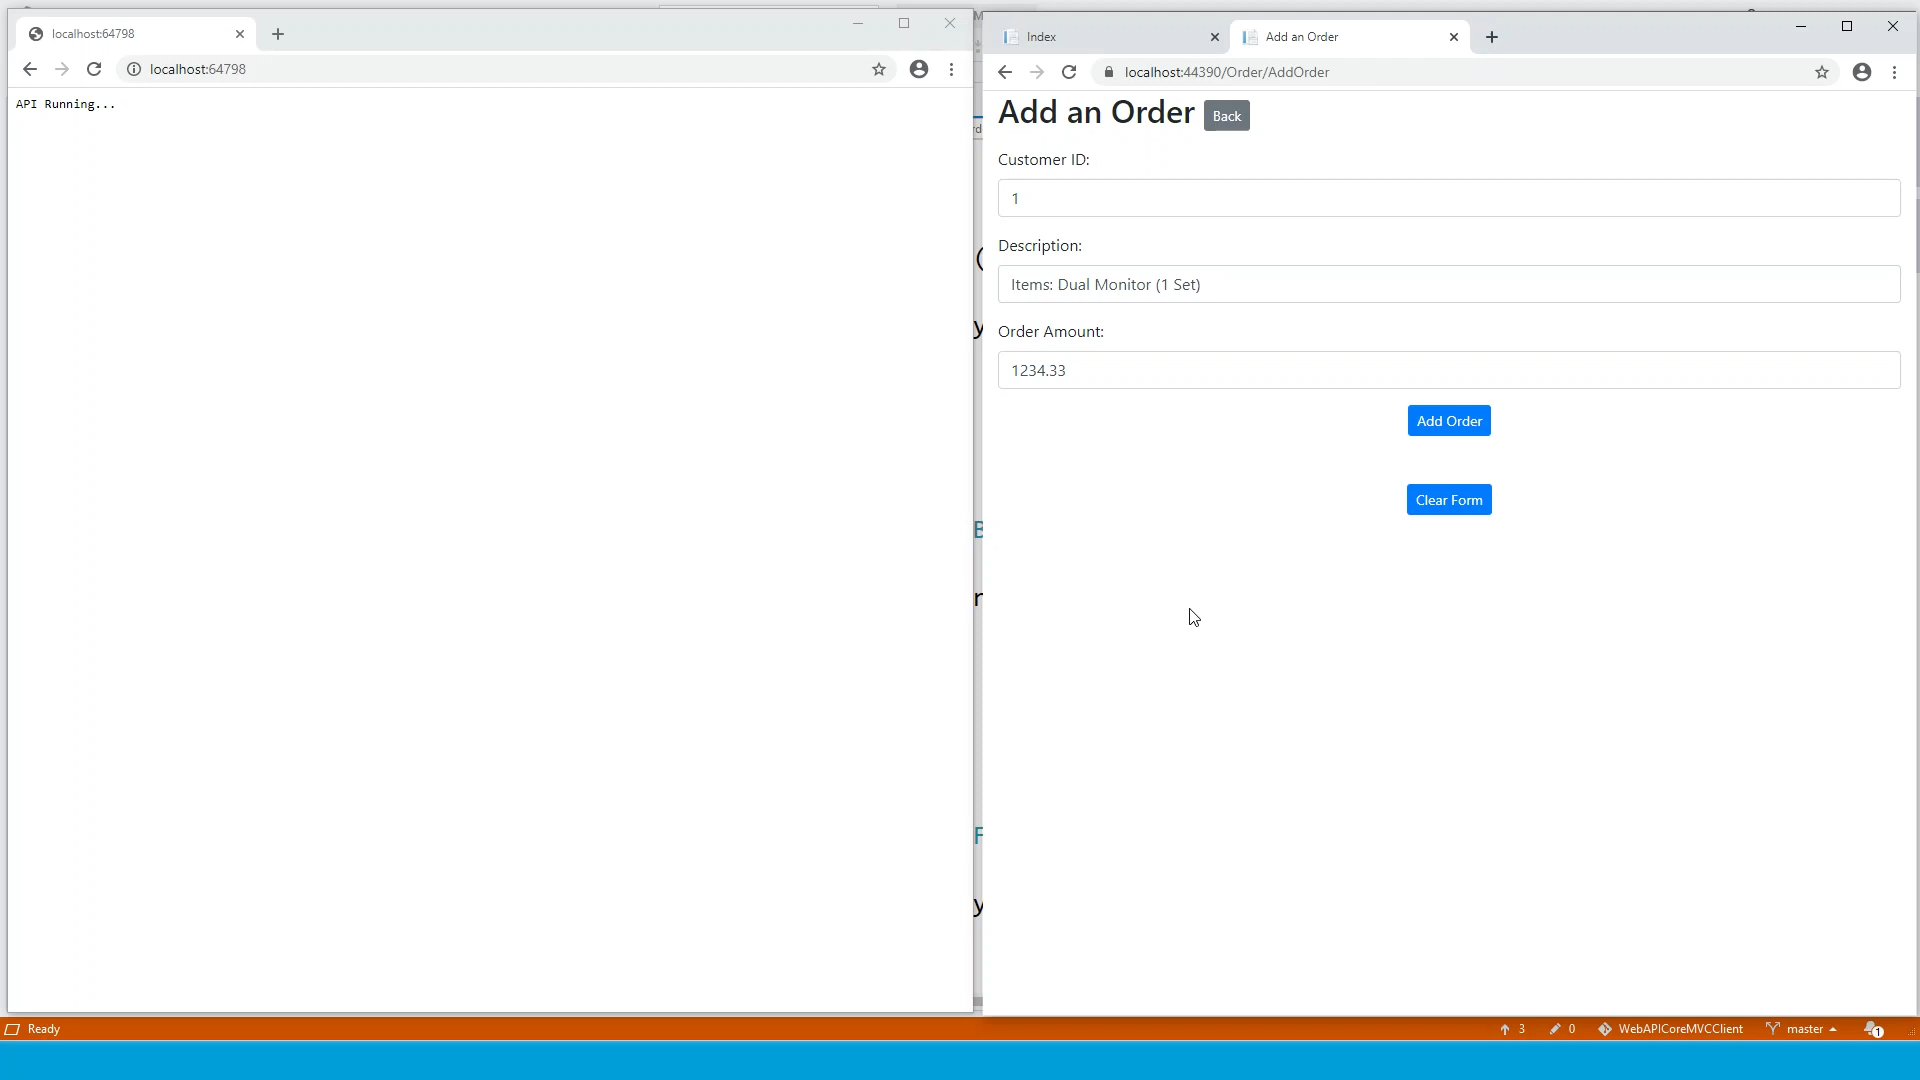 localhost:64798
localhost:64798
API Running...
Index
Add an Order
localhost:44390/Order/AddOrder
Add an Order
Back
Customer ID:
1
Description:
Items: Dual Monitor (1 Set)
Order Amount:
1234.33
Add Order
Clear Form
Ready
3
0
WebAPICoreMVCClient
master
1